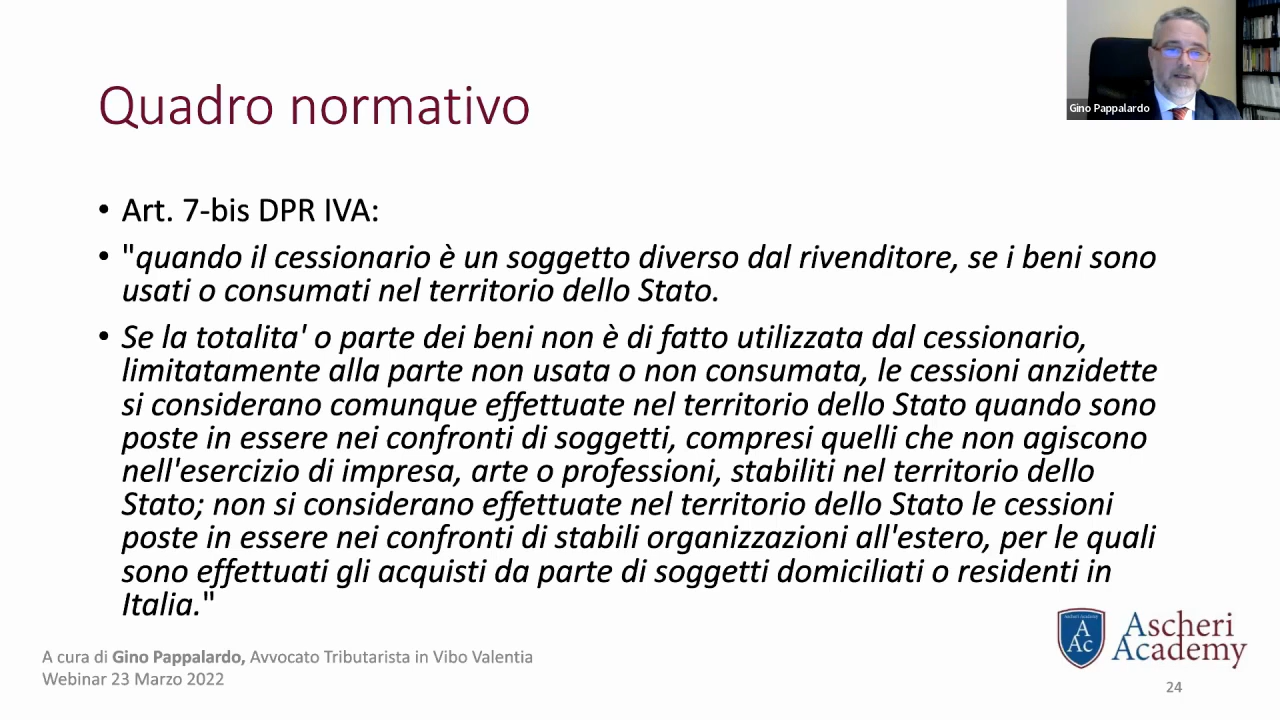 Gino Pappalardo
Quadro normativo
• Art. 7-bis DPR IVA:
• "quando il cessionario è un soggetto diverso dal rivenditore, se i beni sono
usati o consumati nel territorio dello Stato.
• Se la totalita' o parte dei beni non è di fatto utilizzata dal cessionario,
limitatamente alla parte non usata o non consumata, le cessioni anzidette
si considerano comunque effettuate nel territorio dello Stato quando sono
poste in essere nei confronti di soggetti, compresi quelli che non agiscono
nell'esercizio di impresa, arte o professioni, stabiliti nel territorio dello
Stato; non si considerano effettuate nel territorio dello Stato le cessioni
poste in essere nei confronti di stabili organizzazioni all'estero, per le quali
sono effettuati gli acquisti da parte di soggetti domiciliati o residenti in
Italia."
A cura di Gino Pappalardo, Avvocato Tributarista in Vibo Valentia
Webinar 23 Marzo 2022
Ascheri Academy
A
Ac
Ascheri
Academy
24